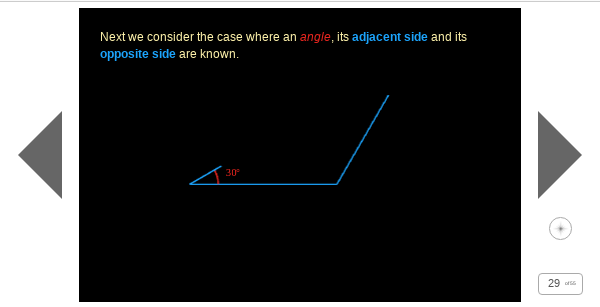 Next we consider the case where an angle, its adjacent side and its
opposite side are known.
30°
29 of 55